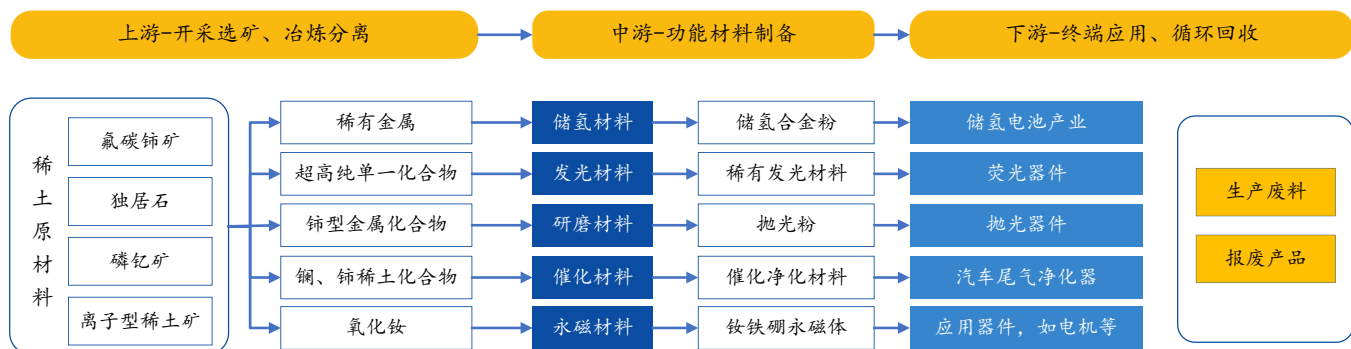 上游-开采选矿、冶炼分离
中游-功能材料制备
下游-终端应用、循环回收
稀土原材料
氟碳铈矿
独居石
磷钇矿
离子型稀土矿
稀有金属
储氢材料
储氢合金粉
储氢电池产业
超高纯单一化合物
发光材料
稀有发光材料
荧光器件
铈型金属化合物
研磨材料
抛光粉
抛光器件
镧、铈稀土化合物
催化材料
催化净化材料
汽车尾气净化器
氧化钕
永磁材料
钕铁硼永磁体
应用器件，如电机等
生产废料
报废产品